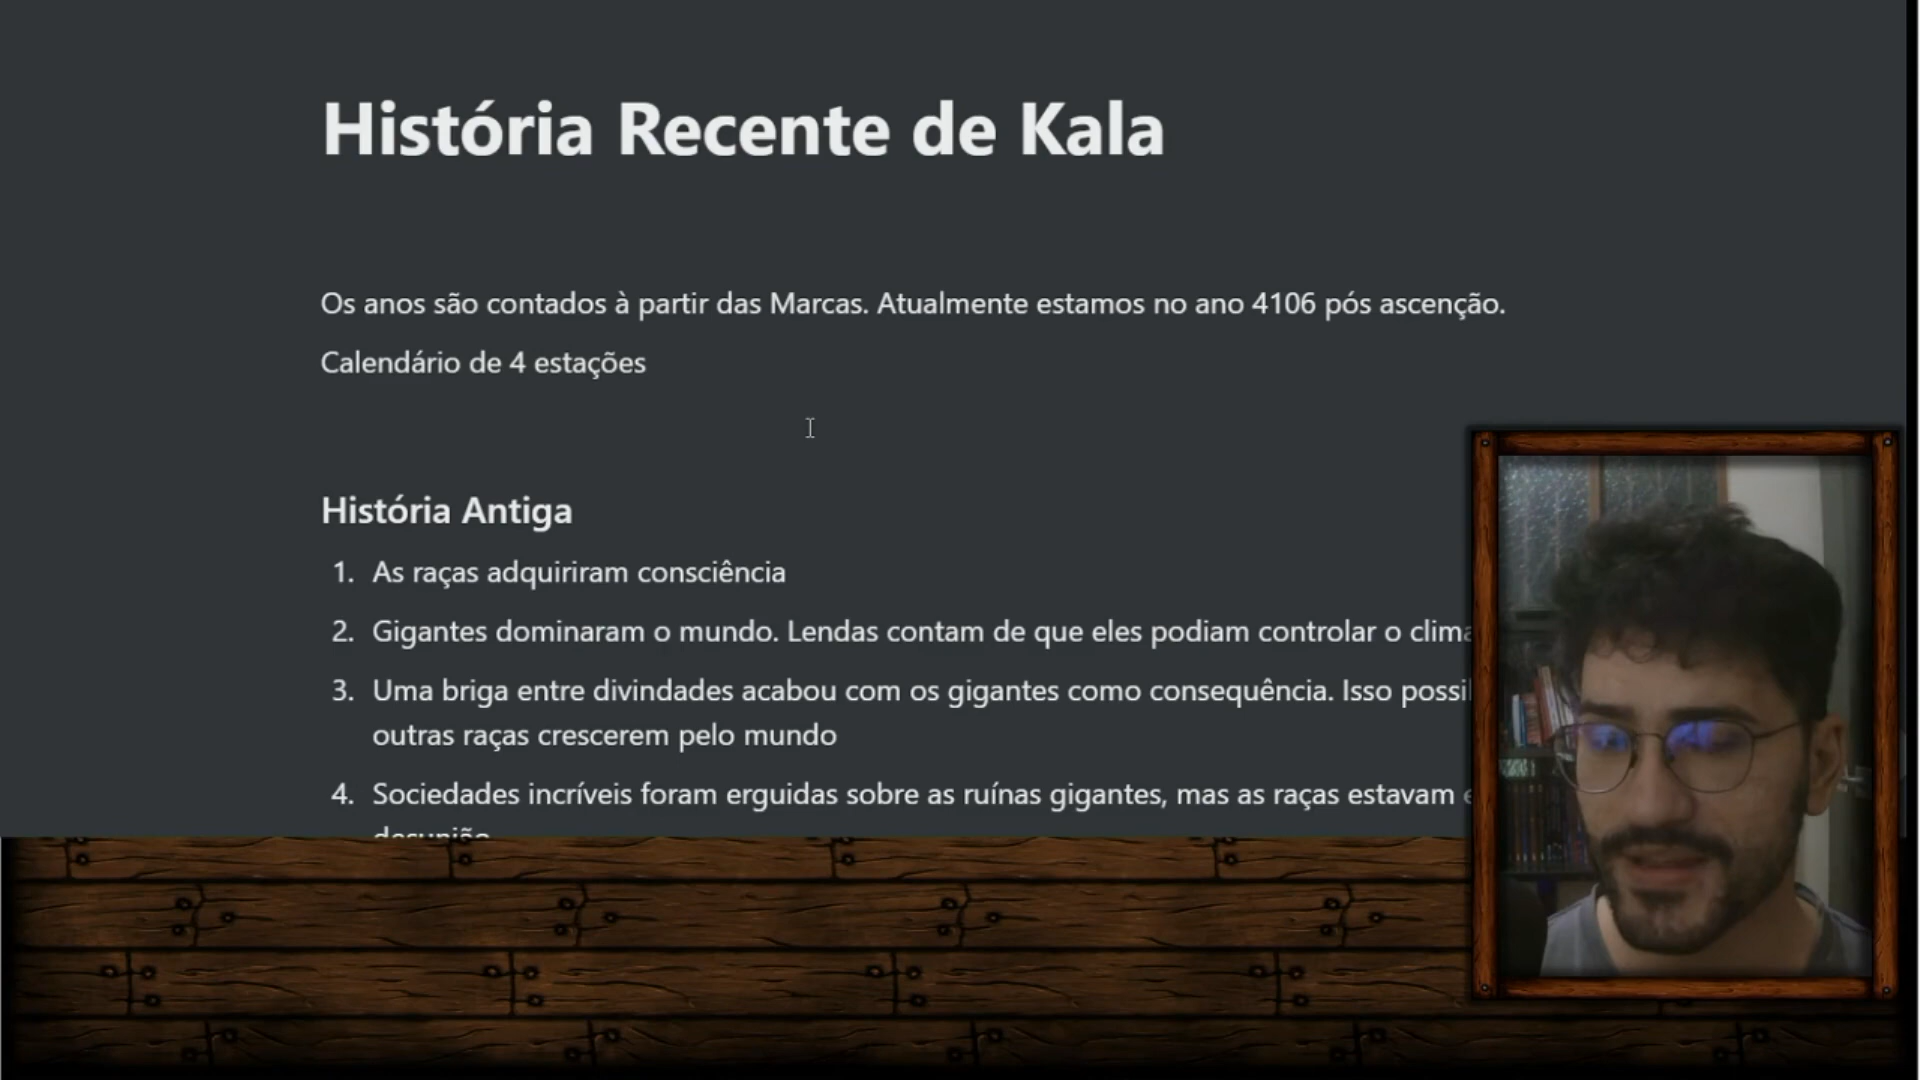 História Recente de Kala
Os anos são contados à partir das Marcas. Atualmente estamos no ano 4106 pós ascenção.
Calendário de 4 estações
História Antiga
1. As raças adquiriram consciência
2. Gigantes dominaram o mundo. Lendas contam de que eles podiam controlar o clima
3. Uma briga entre divindades acabou com os gigantes como consequência. Isso
outras raças crescerem pelo mundo
4. Sociedades incríveis foram erguidas sobre as ruínas gigantes, mas as raças estavam